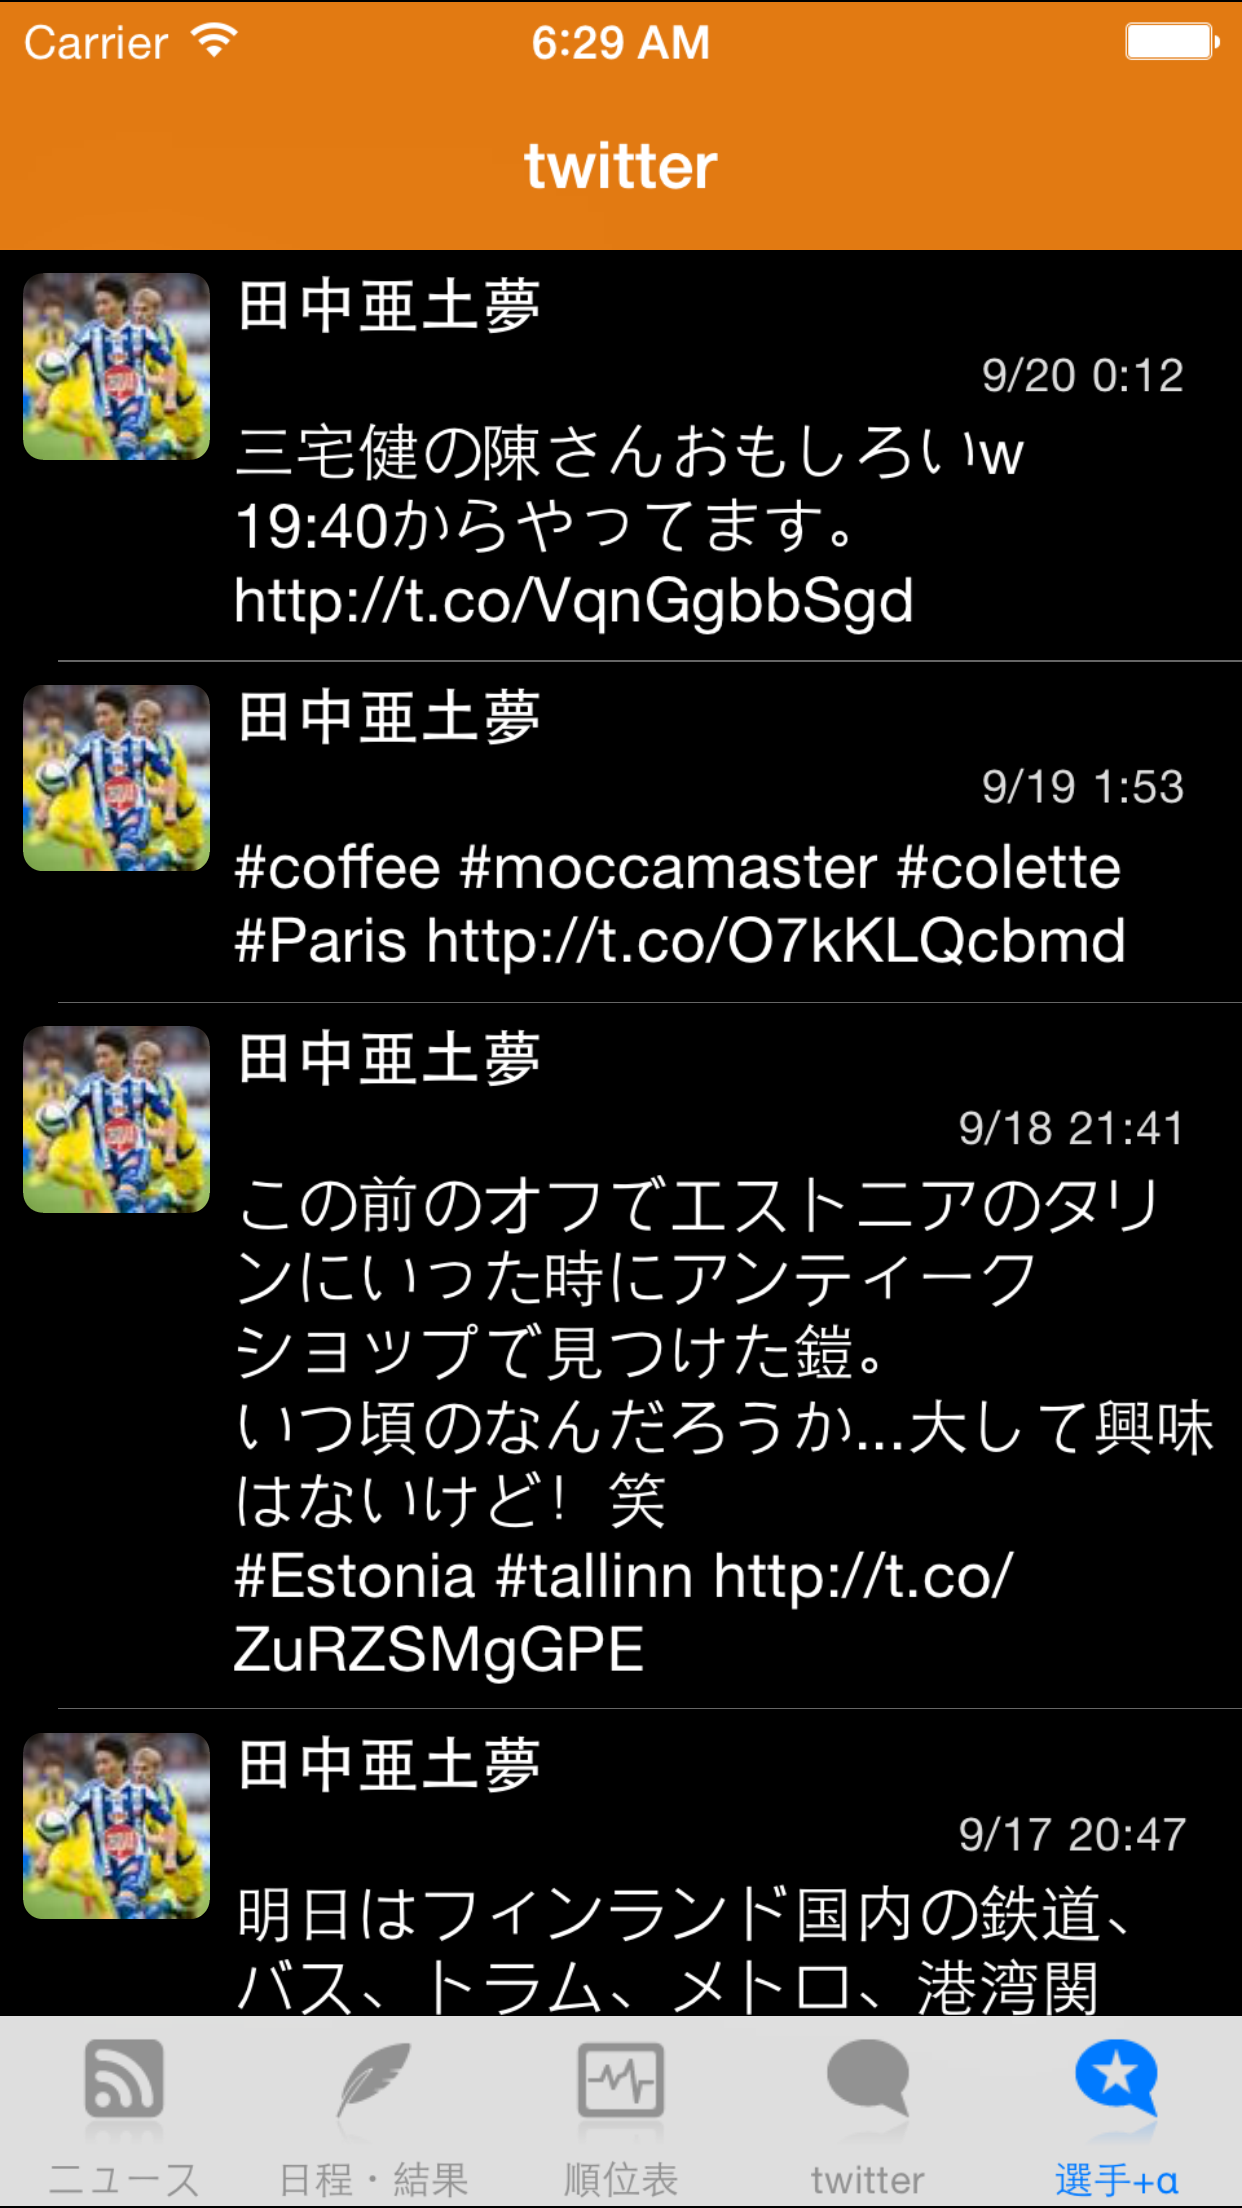 Carrier 6:29 AM
twitter
田中亜土夢
9/20 0:12
三宅健の陳さんおもしろいw
19:40からやってます。
http://t.co/VqnGgbbSgd
田中亜土夢
9/19 1:53
#coffee #moccamaster #colette
#Paris http://t.co/O7kKLQcbmd
田中亜土夢
9/18 21:41
この前のオフでエストニアのタリ
ンにいった時にアンティーク
ショップで見つけた鎧。
いつ頃のなんだろうか...大して興味
はないけど！笑
#Estonia #tallinn http://t.co/
ZuRZSMgGPE
田中亜土夢
9/17 20:47
明日はフィンランド国内の鉄道、
バス、トラム、メトロ、港湾関
ニュース 日程・結果 順位表 twitter 選手+α